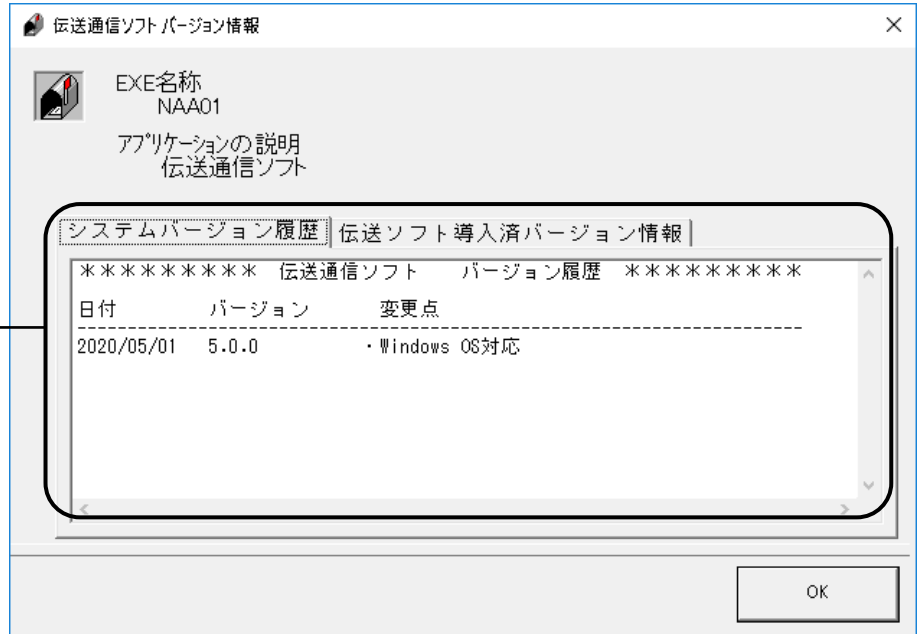 伝送通信ソフト バージョン情報
EXE名称
NAA01
アプリケーションの説明
伝送通信ソフト
システムバージョン履歴 伝送ソフト導入済バージョン情報
********* 伝送通信ソフト バージョン履歴 *********
日付 バージョン 変更点
--------------------------------------------------------------------------
2020/05/01 5.0.0 ・Windows OS対応
OK